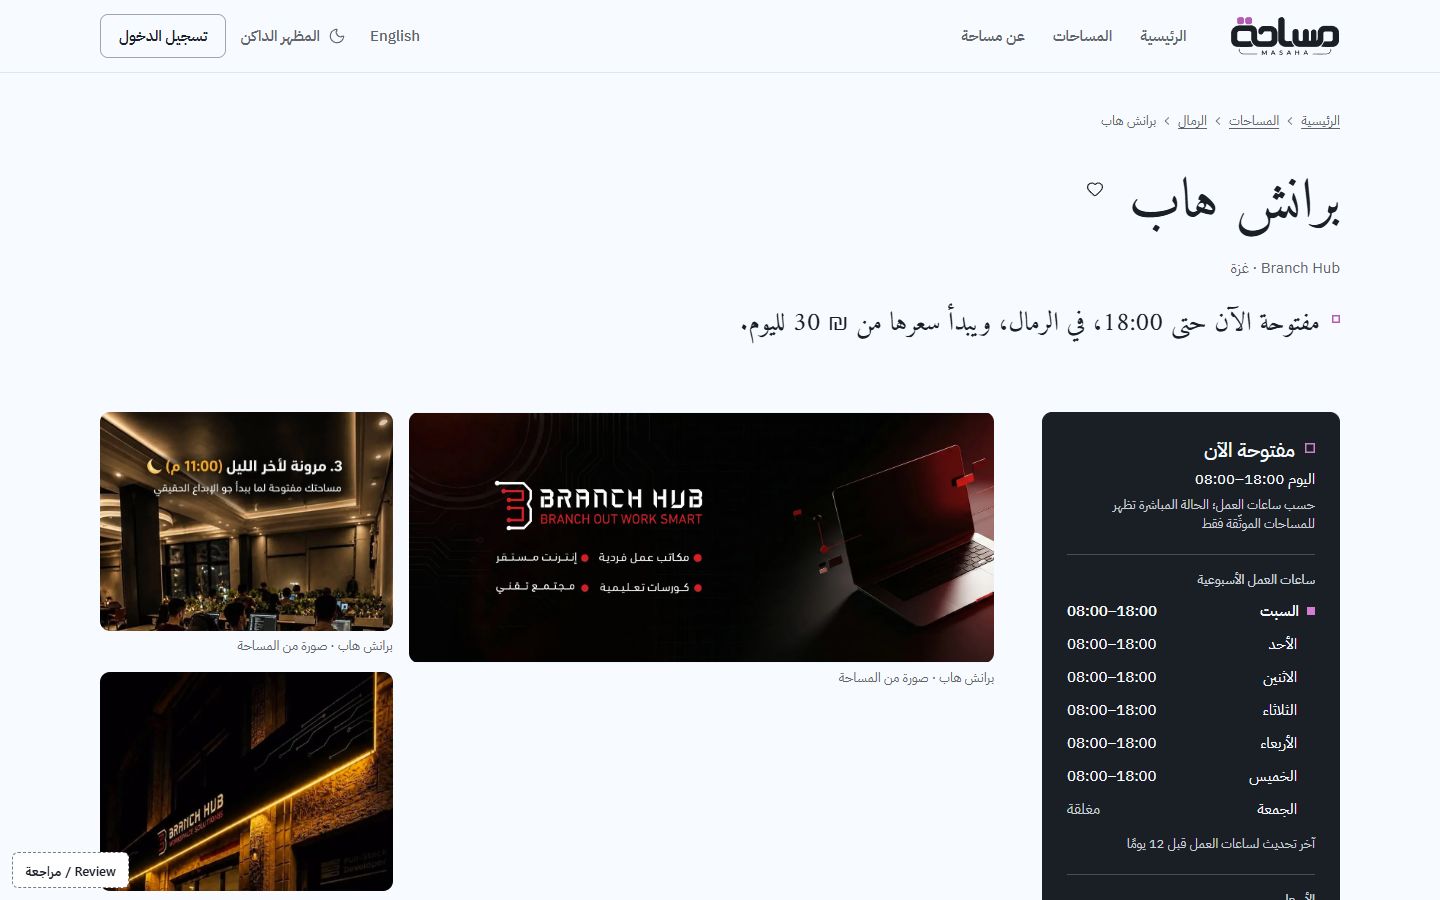 مساحة
MASAHA
الرئيسية
المساحات
عن مساحة
English
المظهر الداكن
تسجيل الدخول
الرئيسية › المساحات › الرمال › برانش هاب
برانش هاب
Branch Hub · غزة
مفتوحة الآن حتى 18:00، في الرمال، ويبدأ سعرها من ₪ 30 لليوم.
مفتوحة الآن
اليوم 18:00–08:00
حسب ساعات العمل؛ الحالة المباشرة تظهر
للمساحات الموثّقة فقط
ساعات العمل الأسبوعية
السبت 08:00–18:00
الأحد 08:00–18:00
الاثنين 08:00–18:00
الثلاثاء 08:00–18:00
الأربعاء 08:00–18:00
الخميس 08:00–18:00
الجمعة مغلقة
آخر تحديث لساعات العمل قبل 12 يومًا
BRANCH HUB
BRANCH OUT WORK SMART
مكاتب عمل فردية
إنترنت مستقر
كورسات تعليمية
مجتمع تقني
برانش هاب · صورة من المساحة
3. مرونة لأخر الليل (11:00 م)
مساحتك مفتوحة لما يبدأ جو الإبداع الحقيقي
برانش هاب · صورة من المساحة
BRANCH HUB
WORKSPACE SOLUTIONS
Full-Stack
Developer
Review / مراجعة